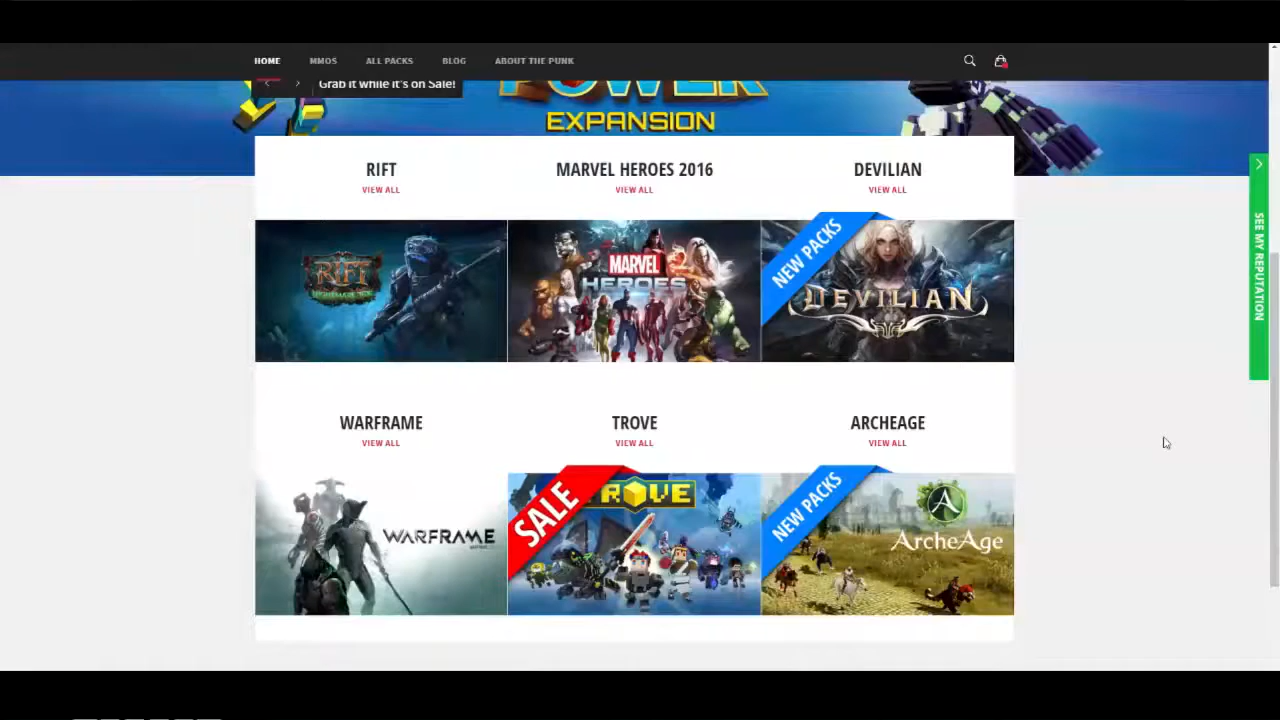 HOME MMOS ALL PACKS BLOG ABOUT THE PUNK
Grab it while it's on Sale!
POWER
EXPANSION
RIFT MARVEL HEROES 2016 DEVILIAN
VIEW ALL VIEW ALL VIEW ALL
RIFT
MARVEL
HEROES
NEW PACKS
DEVILIAN
SEE MY REPUTATION
WARFRAME TROVE ARCHEAGE
VIEW ALL VIEW ALL VIEW ALL
WARFRAME
SALE
TROVE
NEW PACKS
A
ArcheAge